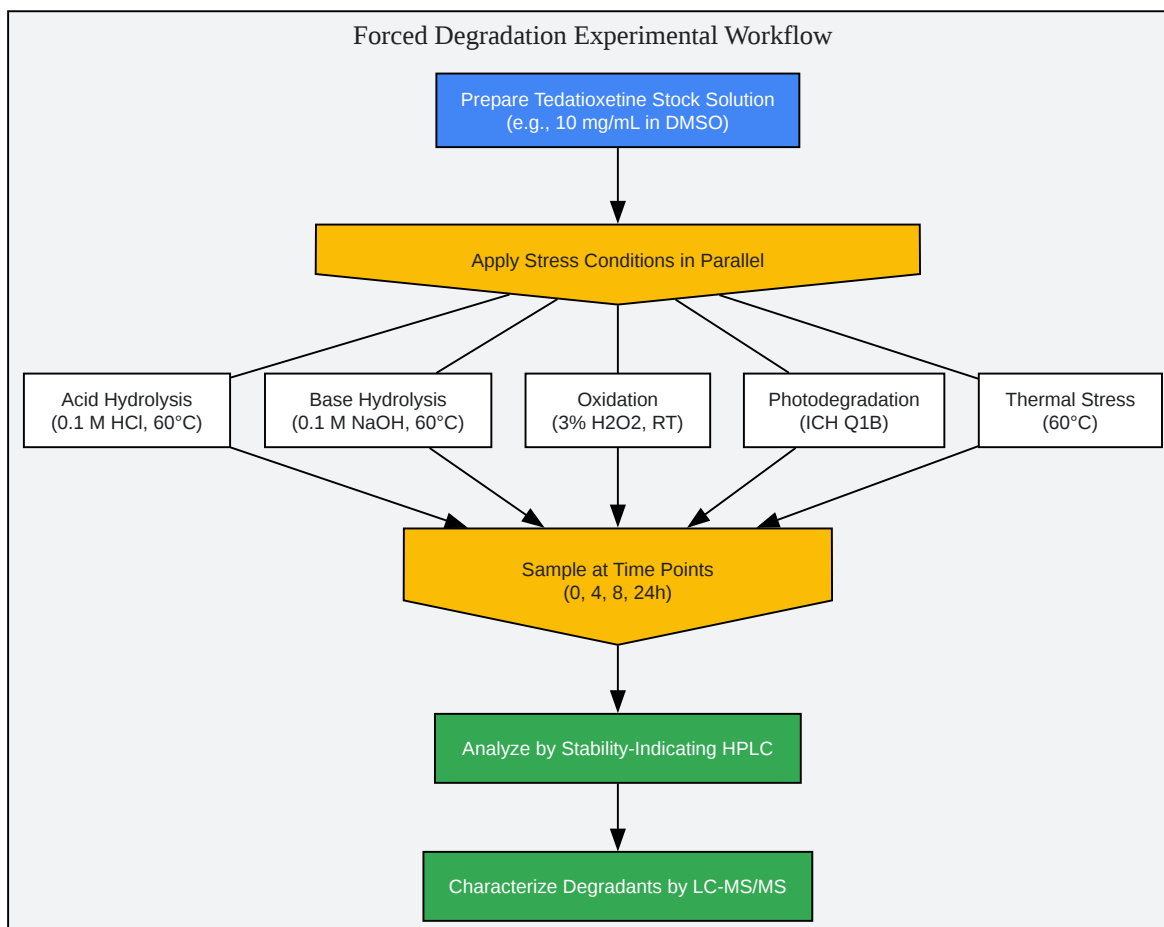 Forced Degradation Experimental Workflow
Prepare Tedatioxetine Stock Solution
(e.g., 10 mg/mL in DMSO)
Apply Stress Conditions in Parallel
Acid Hydrolysis
(0.1 M HCl, 60°C)
Base Hydrolysis
(0.1 M NaOH, 60°C)
Oxidation
(3% H2O2, RT)
Photodegradation
(ICH Q1B)
Thermal Stress
(60°C)
Sample at Time Points
(0, 4, 8, 24h)
Analyze by Stability-Indicating HPLC
Characterize Degradants by LC-MS/MS